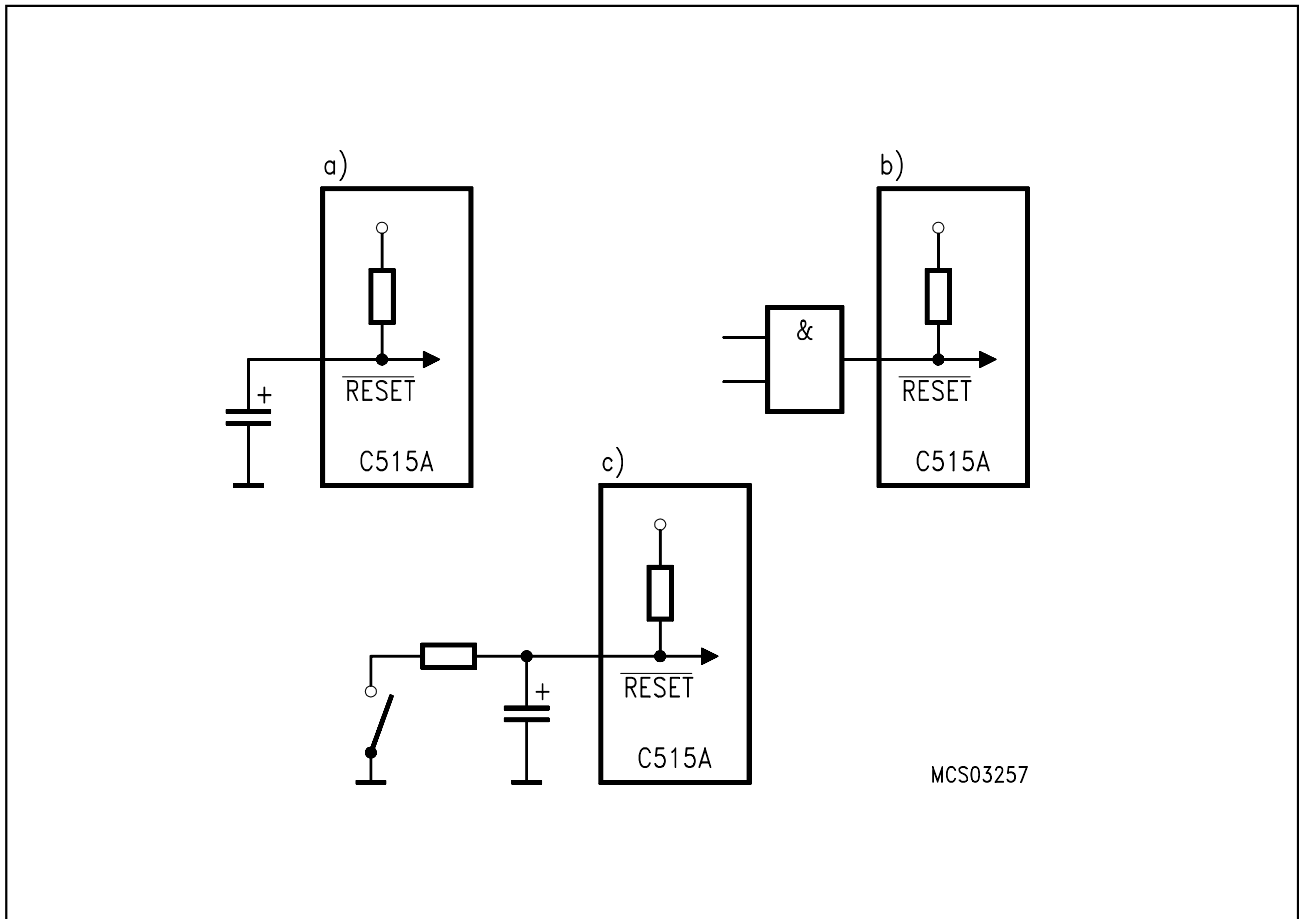 a)
+
RESET
C515A
b)
&
RESET
C515A
c)
+
RESET
C515A
MCS03257